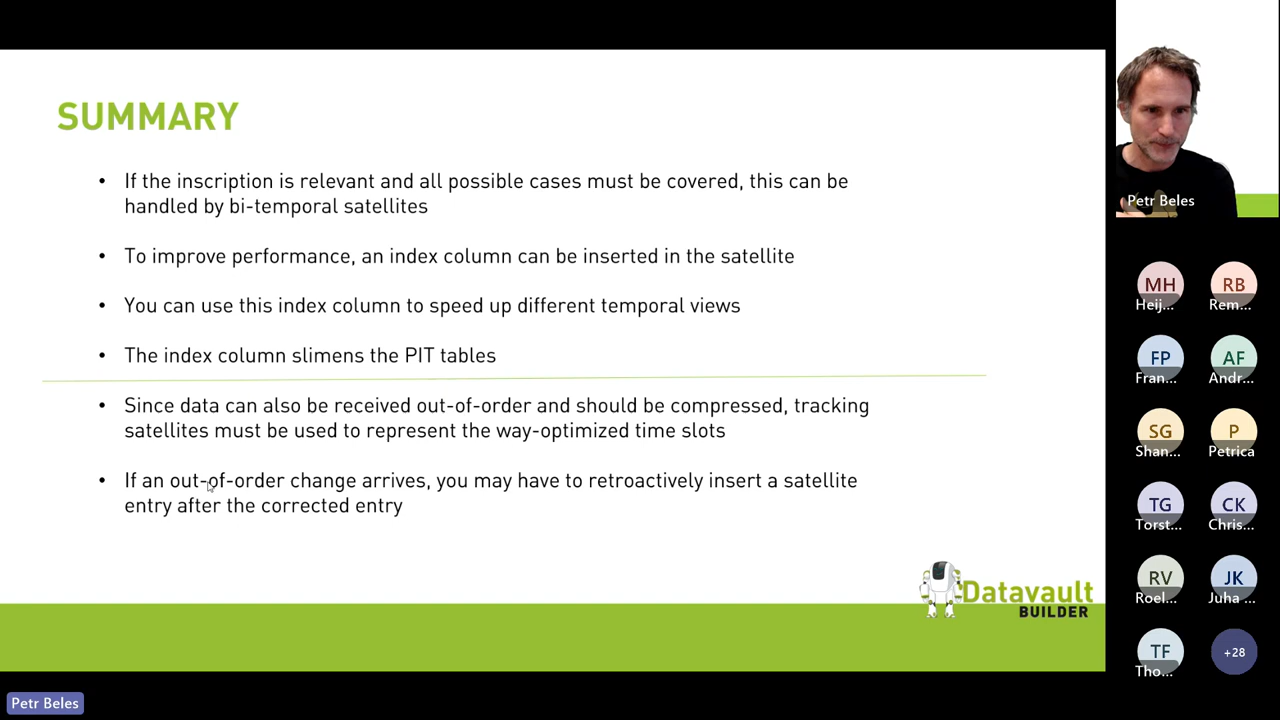 SUMMARY
• If the inscription is relevant and all possible cases must be covered, this can be
handled by bi-temporal satellites
• To improve performance, an index column can be inserted in the satellite
• You can use this index column to speed up different temporal views
• The index column slimens the PIT tables
• Since data can also be received out-of-order and should be compressed, tracking
satellites must be used to represent the way-optimized time slots
• If an out-of-order change arrives, you may have to retroactively insert a satellite
entry after the corrected entry
Datavault
BUILDER
Petr Beles
MH
Heij...
RB
Rem...
FP
Fran...
AF
Andr...
SG
Shan...
P
Petrica
TG
Torst...
CK
Chris...
RV
Roel...
JK
Juha ...
TF
Tho...
+28
Petr Beles